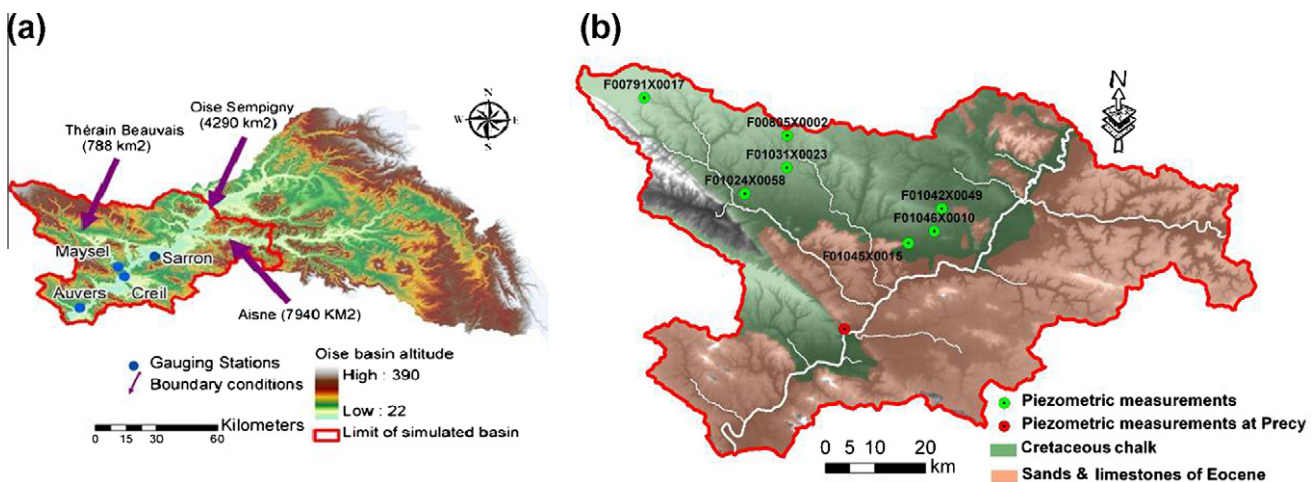 (a)
Oise Sempigny
(4290 km2)
Thérain Beauvais
(788 km2)
N
W
E
S
Maysel
Sarron
Auvers
Creil
Aisne (7940 KM2)
Gauging Stations
Boundary conditions
Oise basin altitude
High : 390
Low : 22
Limit of simulated basin
Kilometers
0 15 30 60
(b)
F00791X0017
F00805X0002
F01031X0023
F01024X0058
F01042X0049
F01046X0010
F01045X0015
N
Piezometric measurements
Piezometric measurements at Precy
Cretaceous chalk
Sands & limestones of Eocene
0 5 10 20
km